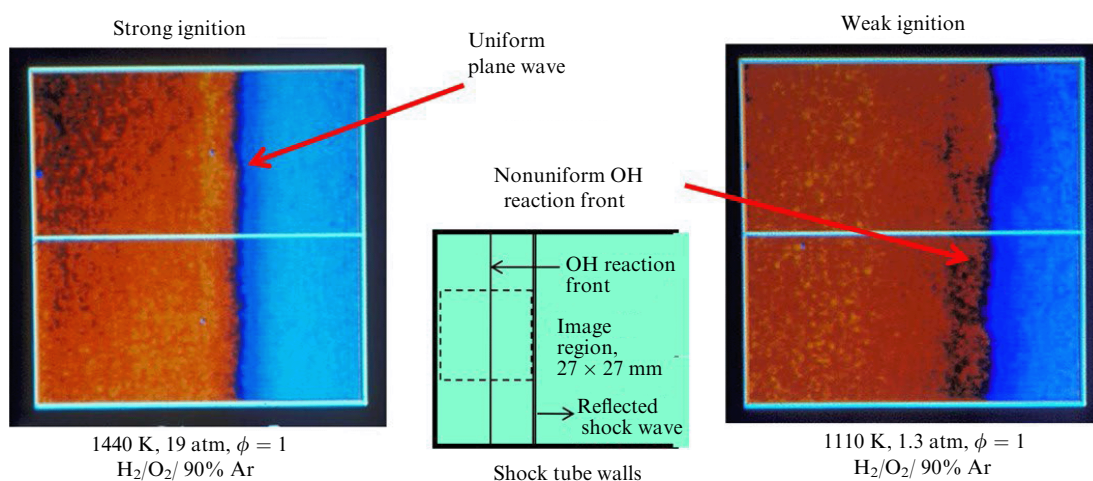 Strong ignition
Uniform
plane wave
Weak ignition
Nonuniform OH
reaction front
OH reaction
front
Image
region,
27 × 27 mm
Reflected
shock wave
Shock tube walls
1440 K, 19 atm, ϕ = 1
H₂/O₂/ 90% Ar
1110 K, 1.3 atm, ϕ = 1
H₂/O₂/ 90% Ar